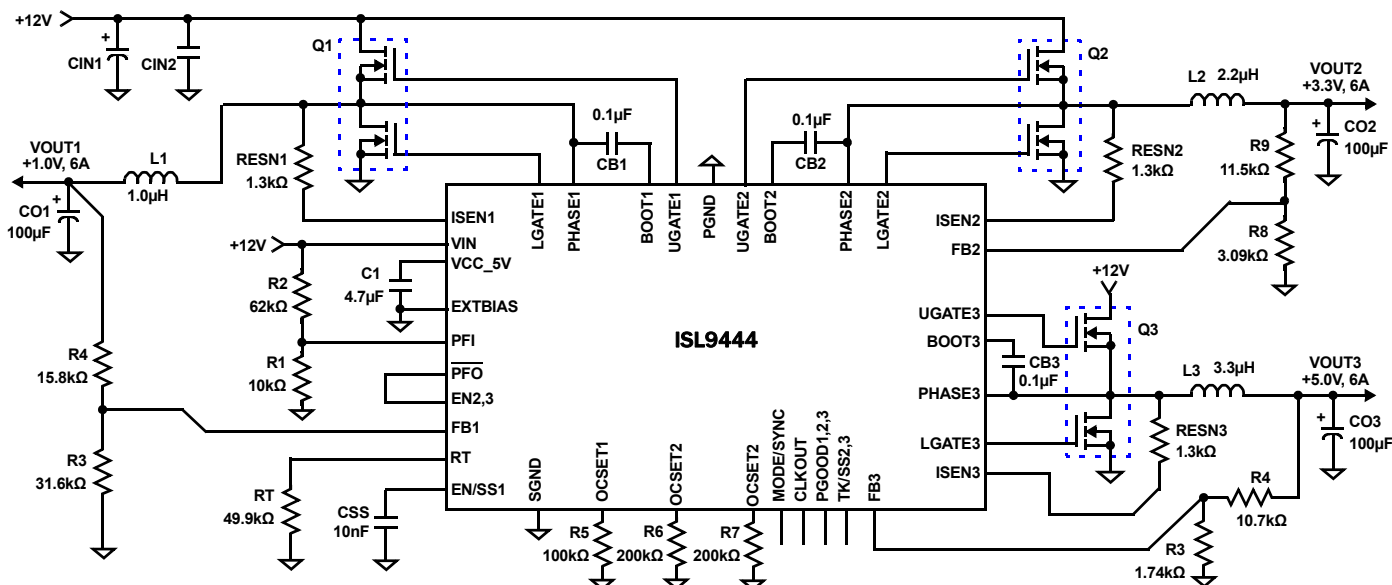 +12V
+
CIN1
CIN2
Q1
Q2
L2
2.2µH
VOUT2
+3.3V, 6A
+
CO2
100µF
0.1µF
CB1
0.1µF
CB2
VOUT1
+1.0V, 6A
L1
1.0µH
+
CO1
100µF
RESN1
1.3kΩ
RESN2
1.3kΩ
R9
11.5kΩ
R8
3.09kΩ
LGATE1
PHASE1
BOOT1
UGATE1
PGND
UGATE2
BOOT2
PHASE2
LGATE2
ISEN1
+12V
VIN
VCC_5V
C1
4.7µF
EXTBIAS
R2
62kΩ
PFI
R1
10kΩ
PFO
EN2,3
FB1
R4
15.8kΩ
R3
31.6kΩ
RT
RT
49.9kΩ
EN/SS1
CSS
10nF
ISL9444
ISEN2
FB2
+12V
UGATE3
BOOT3
Q3
CB3
0.1µF
PHASE3
L3
3.3µH
VOUT3
+5.0V, 6A
+
CO3
100µF
LGATE3
ISEN3
RESN3
1.3kΩ
R4
10.7kΩ
R3
1.74kΩ
SGND
OCSET1
OCSET2
OCSET2
MODE/SYNC
CLKOUT
PGOOD1,2,3
TK/SS2,3
FB3
R5
100kΩ
R6
200kΩ
R7
200kΩ